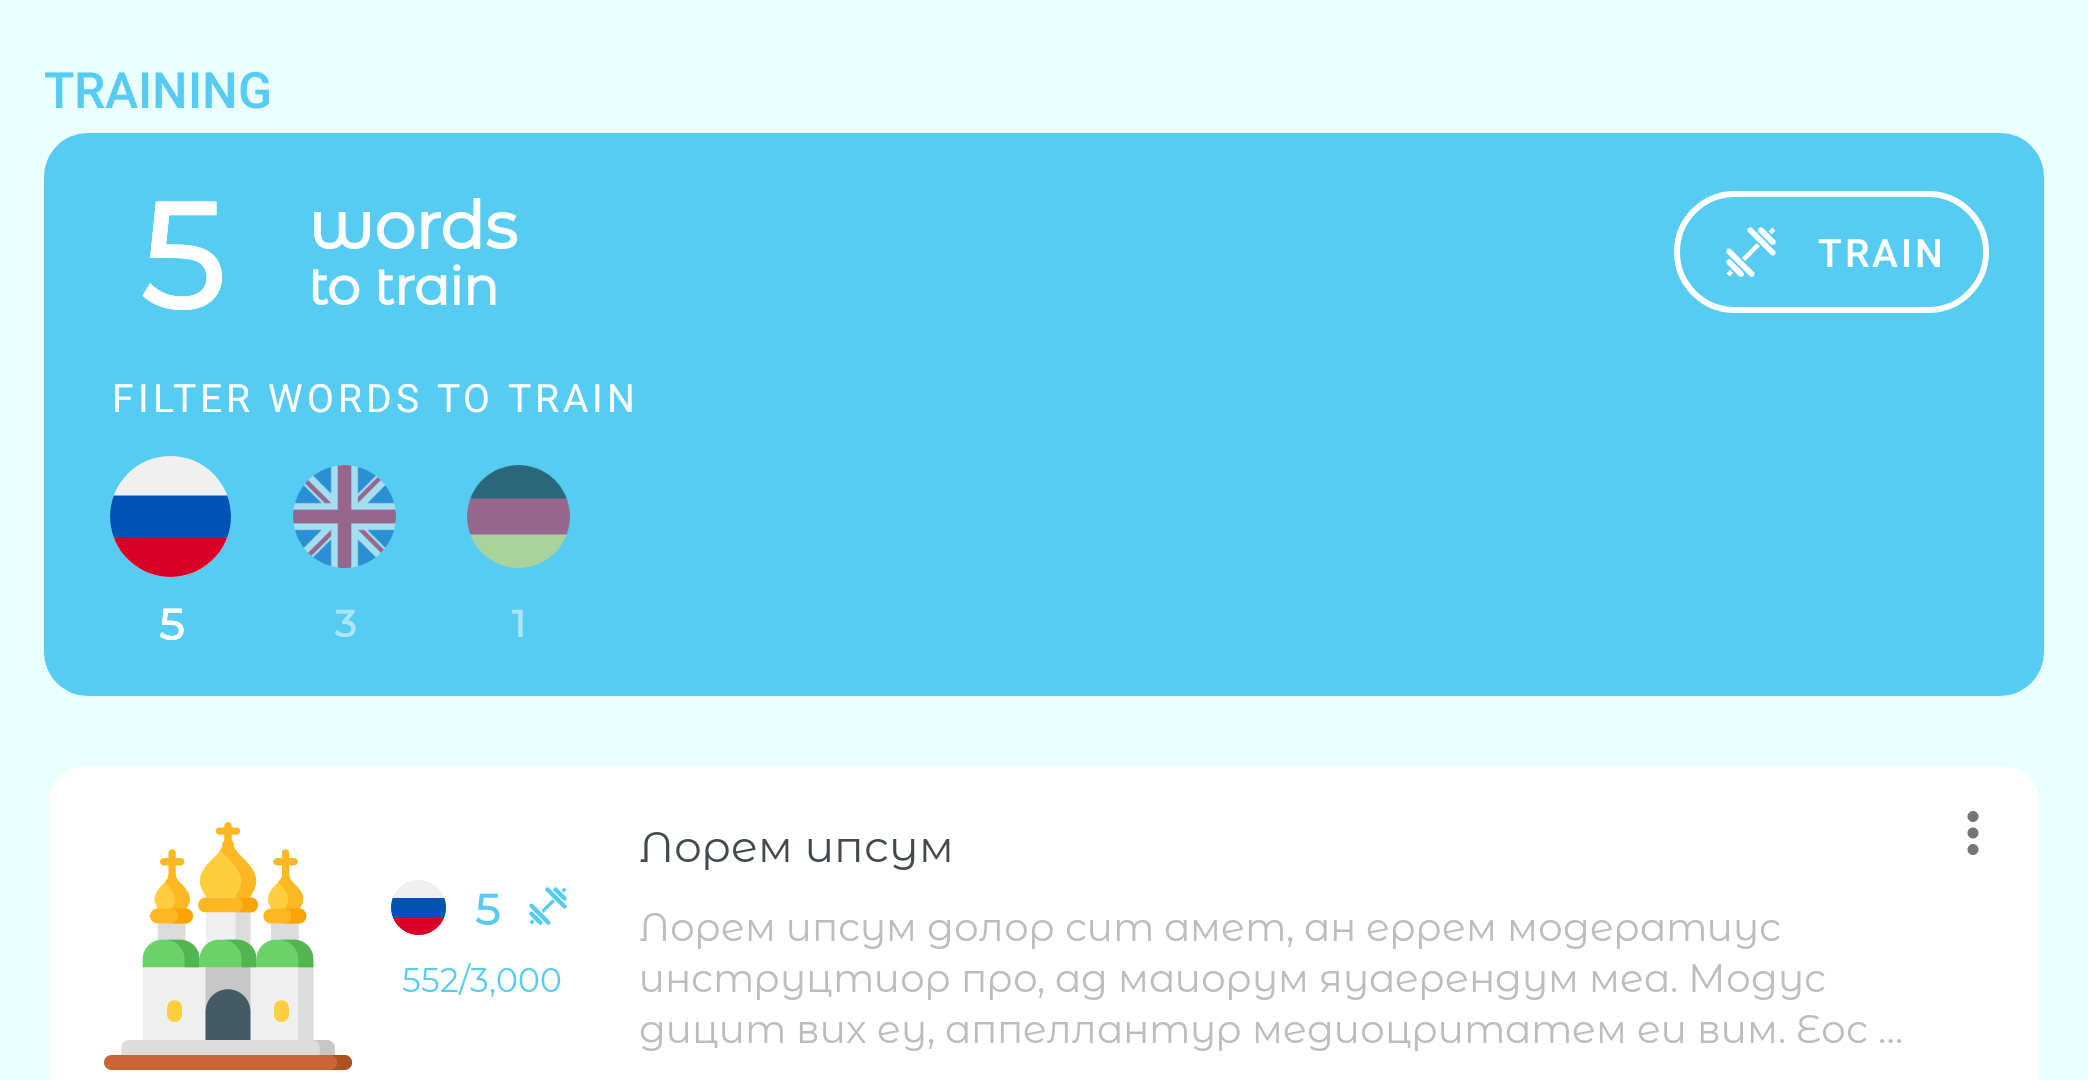 TRAINING
5
words
to train
TRAIN
FILTER WORDS TO TRAIN
5
3
1
Лорем ипсум
5
552/3,000
Лорем ипсум долор сит амет, ан еррем модератиус
инструцтиор про, ад маиорум яуаерендум меа. Модус
дицит вих еу, аппеллантур медиоцритатем еи вим. Еос ...